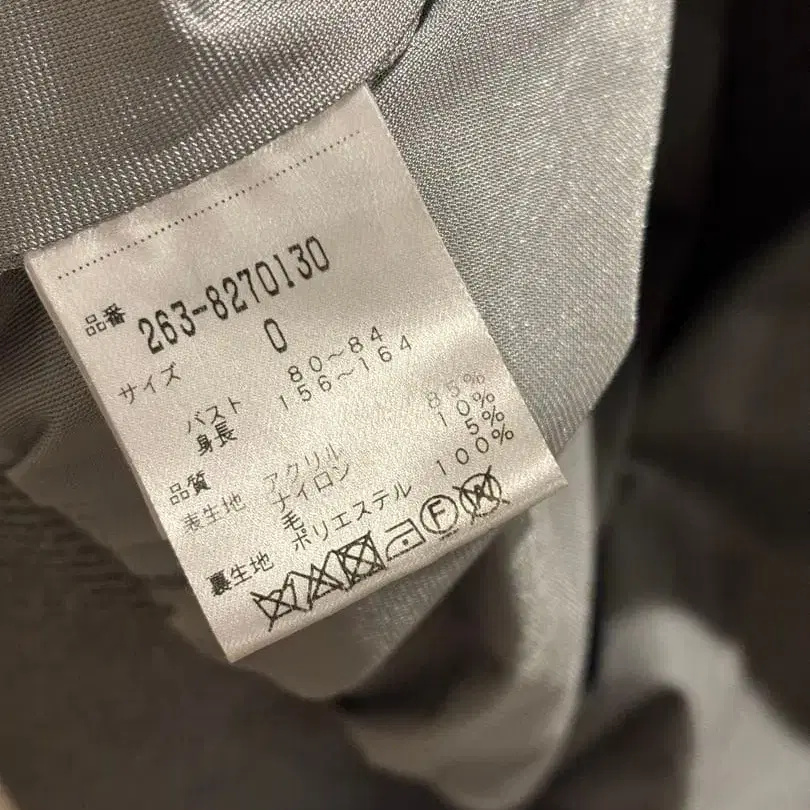 品番 263-8270130
サイズ 0
バスト 80～84
身長 156～164
品質
表生地 アクリル 85%
ナイロン 10%
毛 5%
裏生地 ポリエステル 100%
F W